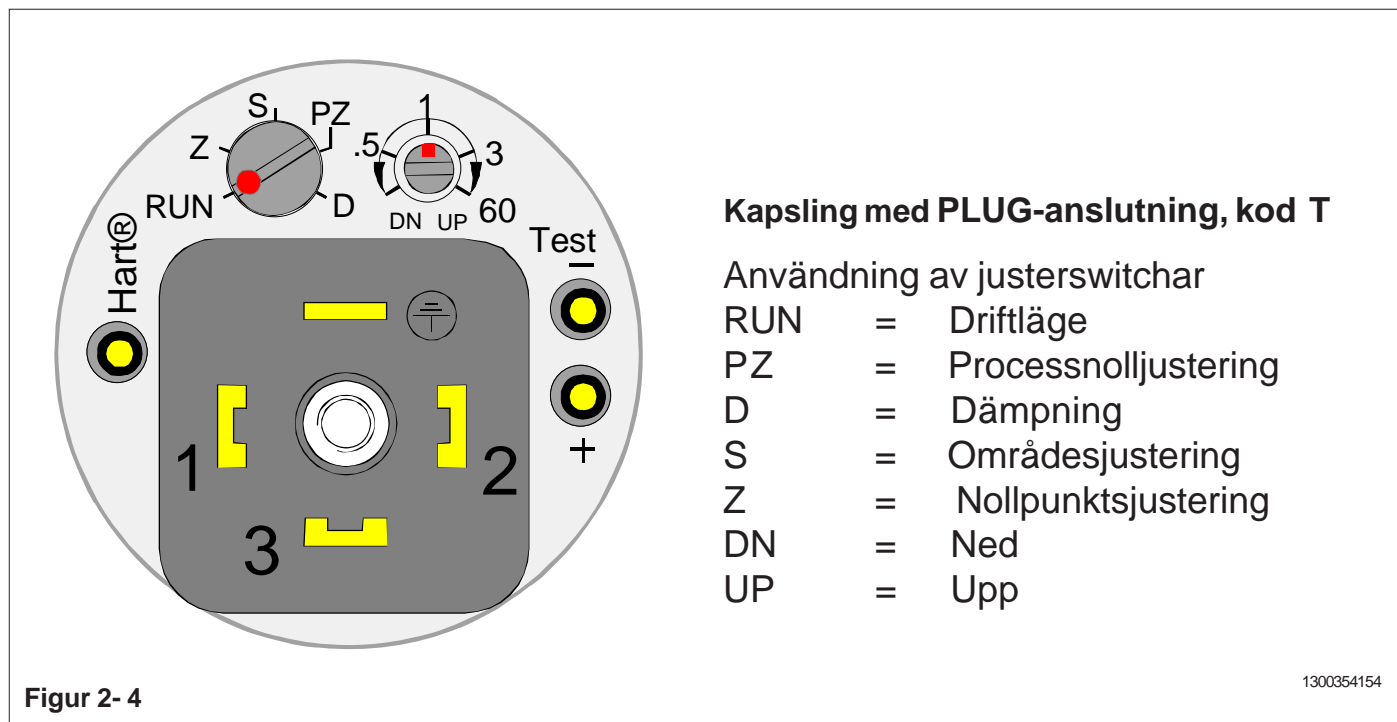 S
PZ
1
Z
.5
3
RUN
D
DN UP
60
Hart®
Test
−
+
1
2
3
Kapsling med PLUG-anslutning, kod T
Användning av justerswitchar
RUN = Driftläge
PZ = Processnolljustering
D = Dämpning
S = Områdesjustering
Z = Nollpunktsjustering
DN = Ned
UP = Upp
Figur 2- 4
1300354154